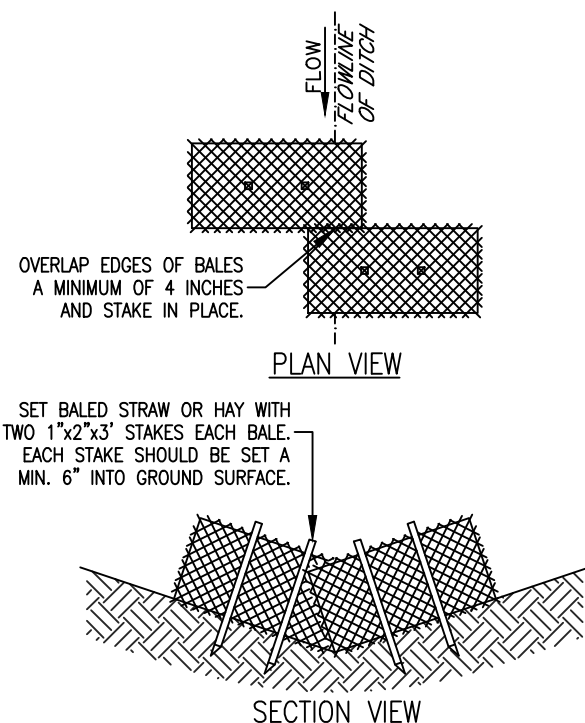 FLOW
FLOWLINE
OF DITCH
OVERLAP EDGES OF BALES
A MINIMUM OF 4 INCHES
AND STAKE IN PLACE.
PLAN VIEW
SET BALED STRAW OR HAY WITH
TWO 1"x2"x3' STAKES EACH BALE.
EACH STAKE SHOULD BE SET A
MIN. 6" INTO GROUND SURFACE.
SECTION VIEW